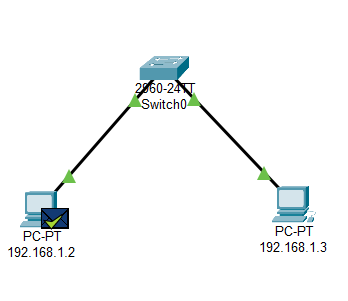 2960-24TT
Switch0
PC-PT
192.168.1.2
PC-PT
192.168.1.3